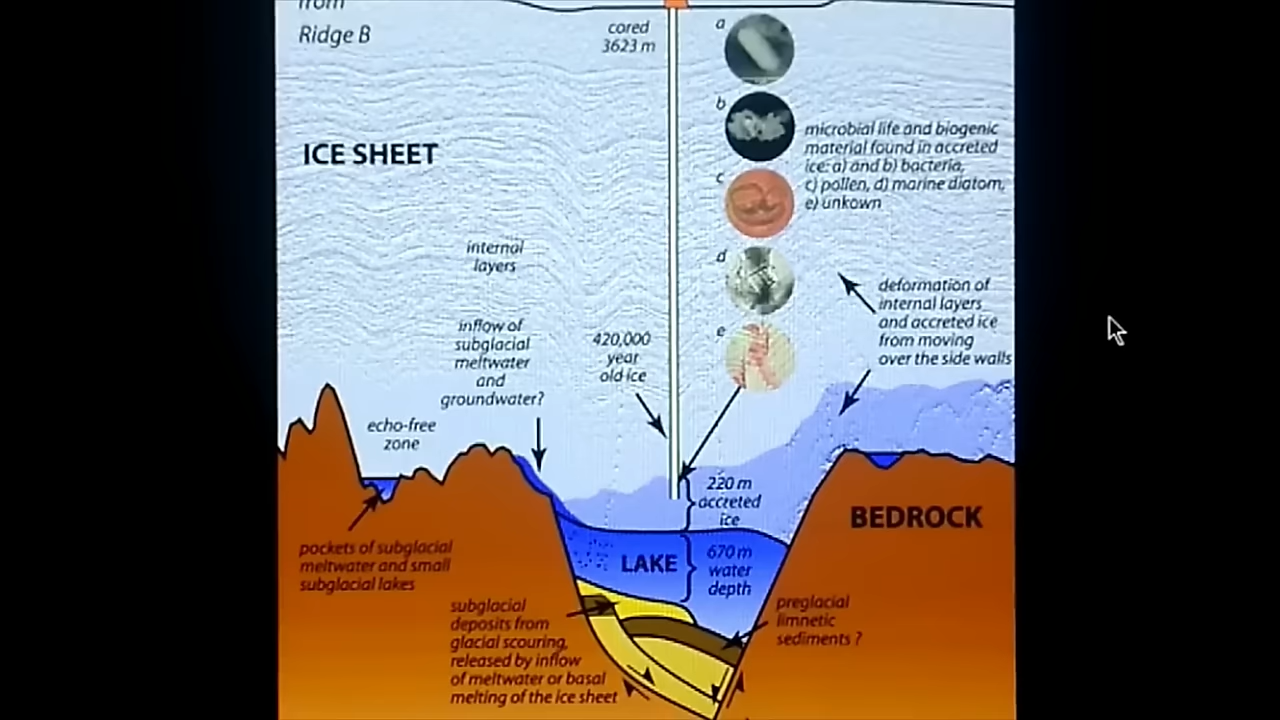 from
Ridge B
cored
3623 m
a
b
microbial life and biogenic
material found in accreted
ice: a) and b) bacteria,
c) pollen, d) marine diatom,
e) unkown
c
d
e
ICE SHEET
internal
layers
inflow of
subglacial
meltwater
and
groundwater?
420,000
year
old ice
deformation of
internal layers
and accreted ice
from moving
over the side walls
echo-free
zone
220 m
accreted
ice
BEDROCK
LAKE
670 m
water
depth
pockets of subglacial
meltwater and small
subglacial lakes
subglacial
deposits from
glacial scouring,
released by inflow
of meltwater or basal
melting of the ice sheet
preglacial
limnetic
sediments ?